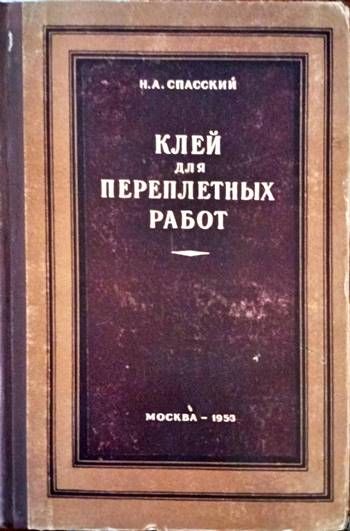 Н.А.СПАССКИЙ
КЛЕЙ
ДЛЯ
ПЕРЕПЛЕТНЫХ
РАБОТ
МОСКВА - 1953